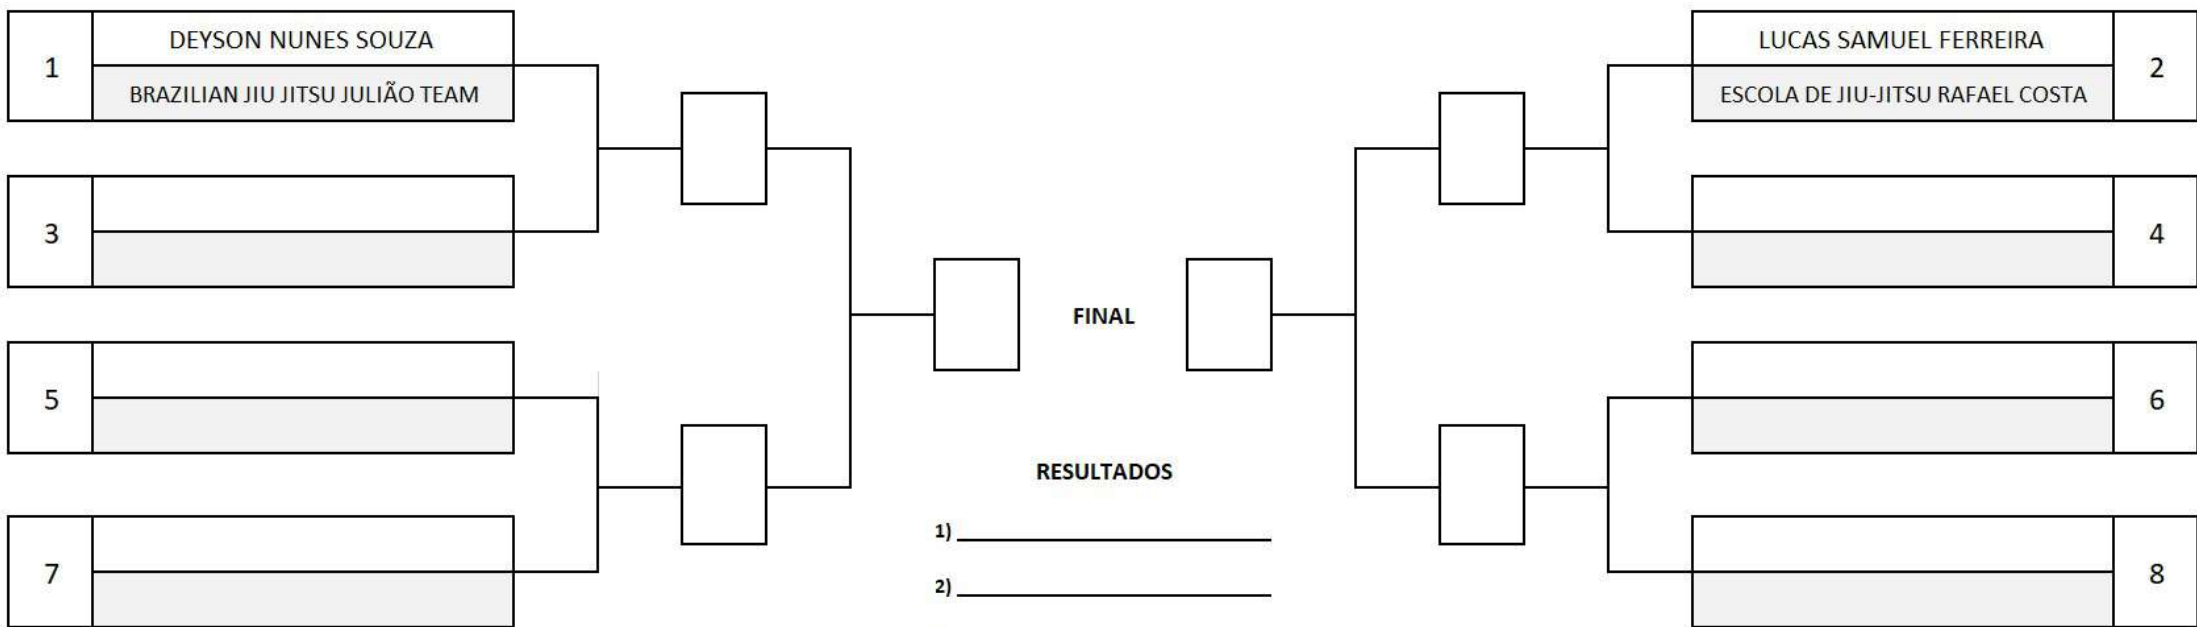 1
DEYSON NUNES SOUZA
BRAZILIAN JIU JITSU JULIÃO TEAM
LUCAS SAMUEL FERREIRA
ESCOLA DE JIU-JITSU RAFAEL COSTA
2
3
4
FINAL
5
6
RESULTADOS
1)
7
8
2)